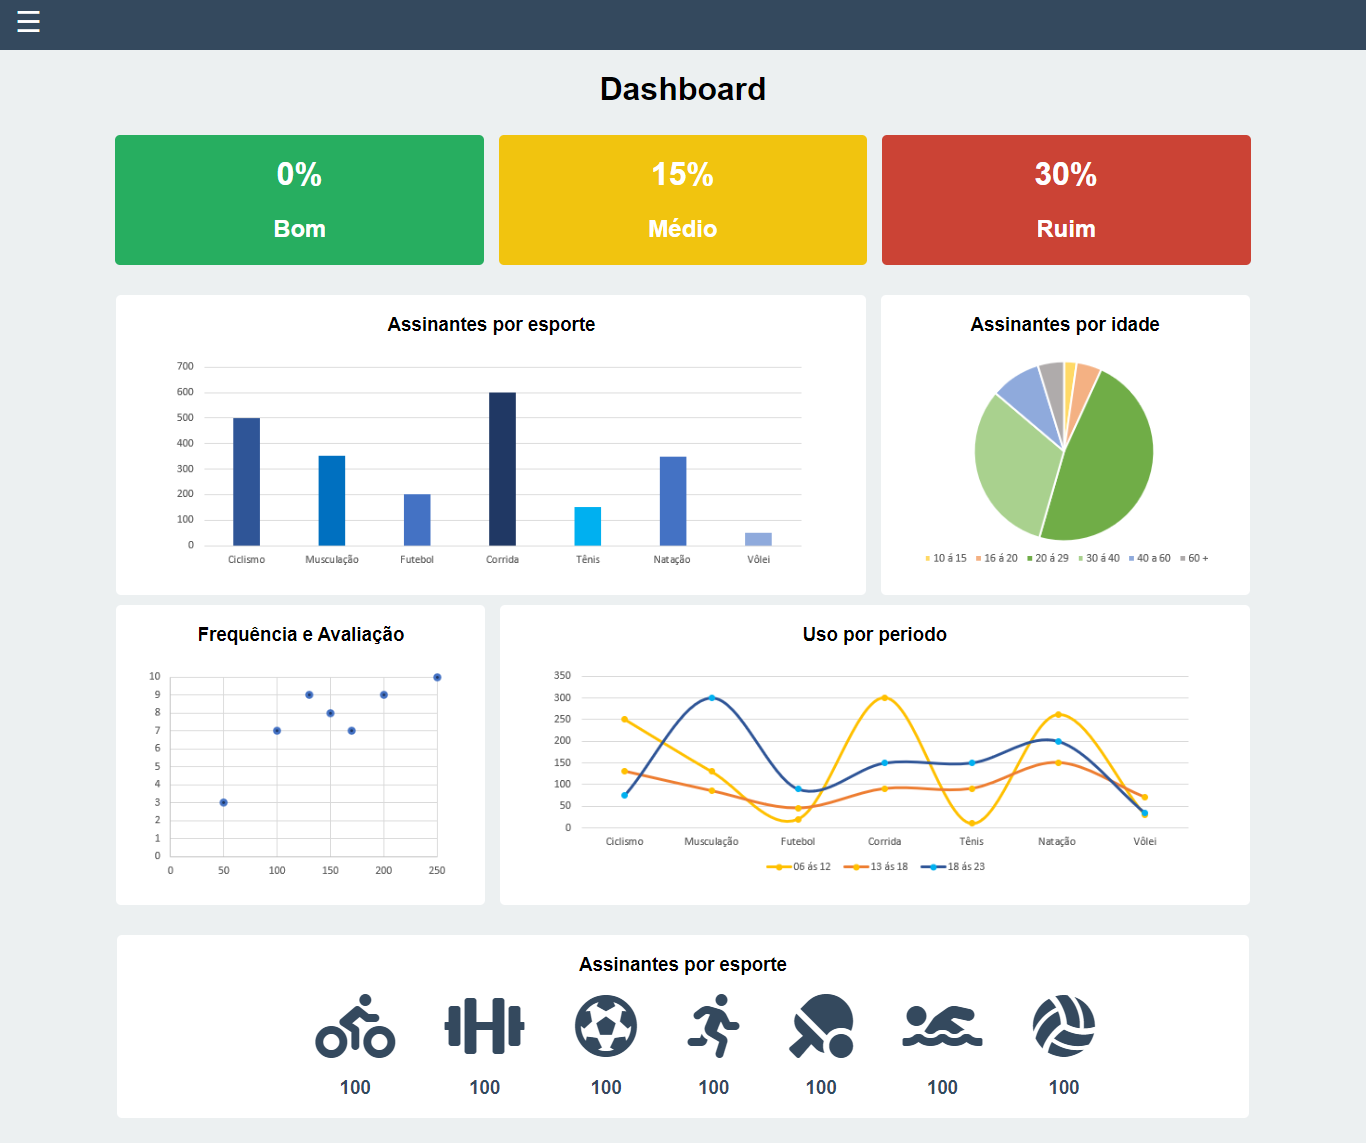 ☰
Dashboard
0%
Bom
15%
Médio
30%
Ruim
Assinantes por esporte
700
600
500
400
300
200
100
0
Ciclismo Musculação Futebol Corrida Tênis Natação Vôlei
Assinantes por idade
10 á 15 16 á 20 20 á 29 30 á 40 40 a 60 60 +
Frequência e Avaliação
10
9
8
7
6
5
4
3
2
1
0
0 50 100 150 200 250
Uso por periodo
350
300
250
200
150
100
50
0
Ciclismo Musculação Futebol Corrida Tênis Natação Vôlei
06 ás 12 13 ás 18 18 ás 23
Assinantes por esporte
100 100 100 100 100 100 100